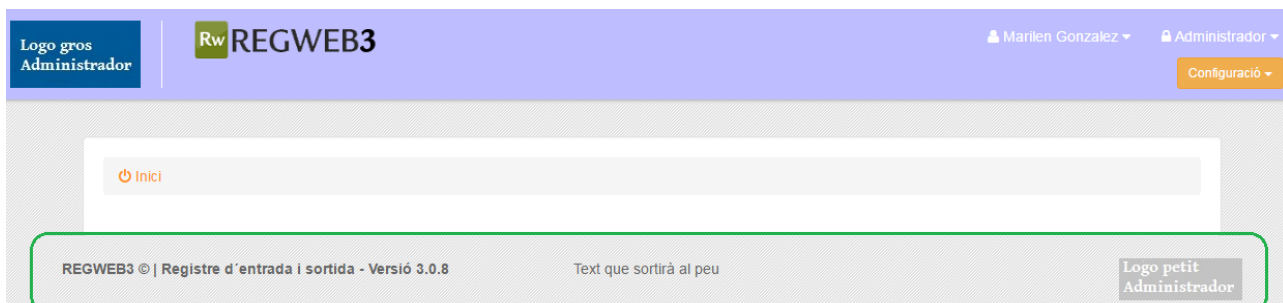 Logo gros
Administrador
Rw REGWEB3
Marilen Gonzalez
Administrador
Configuració
Inici
REGWEB3 © | Registre d´entrada i sortida - Versió 3.0.8
Text que sortirà al peu
Logo petit
Administrador